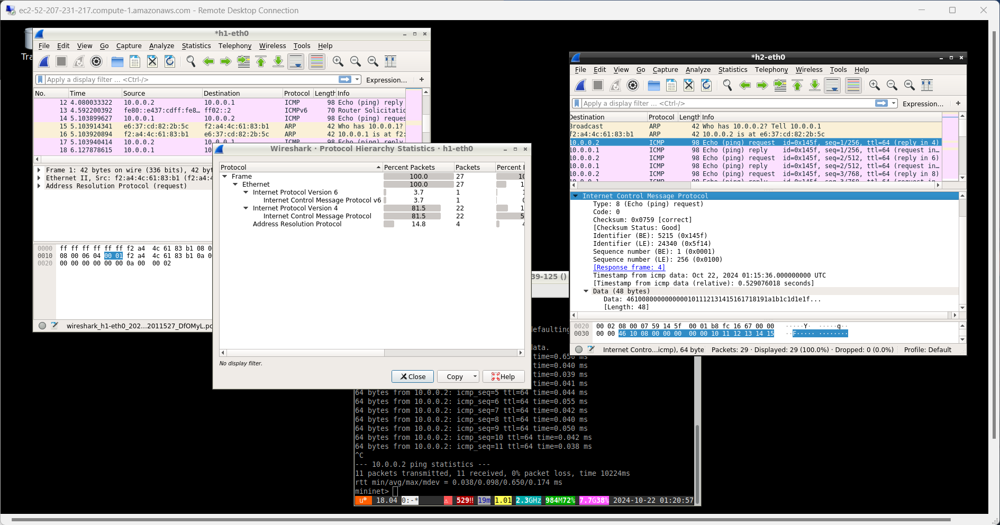 ec2-52-207-231-217.compute-1.amazonaws.com - Remote Desktop Connection
Tra
*h1-eth0
File Edit View Go Capture Analyze Statistics Telephony Wireless Tools Help
Apply a display filter ... <Ctrl-/> Expression... +
No. Time Source Destination Protocol Length Info
12 4.080033322 10.0.0.2 10.0.0.1 ICMP 98 Echo (ping) reply
13 4.592200392 fe80::e437:cdff:fe8... ff02::2 ICMPv6 70 Router Solicitatio
14 5.103899627 10.0.0.1 10.0.0.2 ICMP 98 Echo (ping) reques
15 5.103914341 e6:37:cd:82:2b:5c f2:a4:4c:61:83:b1 ARP 42 Who has 10.0.0.1?
16 5.103920894 f2:a4:4c:61:83:b1 e6:37:cd:82:2b:5c ARP 42 10.0.0.1 is at f2:
17 5.103940414 10.0.0.2 10.0.0.1 ICMP 98 Echo (ping) reply
18 6.127878615 10.0.0.1 10
Frame 1: 42 bytes on wire (336 bits), 42 byt
Ethernet II, Src: f2:a4:4c:61:83:b1 (f2:a4:4
Address Resolution Protocol (request)
0000 ff ff ff ff ff ff f2 a4 4c 61 83 b1 08 0
0010 08 00 06 04 00 01 f2 a4 4c 61 83 b1 0a 0
0020 00 00 00 00 00 00 0a 00 00 02
wireshark_h1-eth0_202...2011527_DfOMyL.pc
Wireshark · Protocol Hierarchy Statistics · h1-eth0
Protocol Percent Packets Packets Percent
Frame 100.0 27 10
Ethernet 100.0 27 1
Internet Protocol Version 6 3.7 1 1
Internet Control Message Protocol v6 3.7 1 0
Internet Protocol Version 4 81.5 22 1
Internet Control Message Protocol 81.5 22 5
Address Resolution Protocol 14.8 4 4
No display filter.
Close Copy Help
*h2-eth0
File Edit View Go Capture Analyze Statistics Telephony Wireless Tools Help
Apply a display filter ... <Ctrl-/> Expression... +
Destination Protocol Length Info
Broadcast ARP 42 Who has 10.0.0.2? Tell 10.0.0.1
f2:a4:4c:61:83:b1 ARP 42 10.0.0.2 is at e6:37:cd:82:2b:5c
10.0.0.2 ICMP 98 Echo (ping) request id=0x145f, seq=1/256, ttl=64 (reply in 4)
10.0.0.1 ICMP 98 Echo (ping) reply id=0x145f, seq=1/256, ttl=64 (request in...
10.0.0.2 ICMP 98 Echo (ping) request id=0x145f, seq=2/512, ttl=64 (reply in 6)
10.0.0.1 ICMP 98 Echo (ping) reply id=0x145f, seq=2/512, ttl=64 (request in...
10.0.0.2 ICMP 98 Echo (ping) request id=0x145f, seq=3/768, ttl=64 (reply in 8)
10.0.0.1 ICMP 98 Echo (ping) reply id=0x145f, seq=3/768, ttl=64 (request in...
Internet Control Message Protocol
Type: 8 (Echo (ping) request)
Code: 0
Checksum: 0x0759 [correct]
[Checksum Status: Good]
Identifier (BE): 5215 (0x145f)
Identifier (LE): 24340 (0x5f14)
Sequence number (BE): 1 (0x0001)
Sequence number (LE): 256 (0x0100)
[Response frame: 4]
Timestamp from icmp data: Oct 22, 2024 01:15:36.000000000 UTC
[Timestamp from icmp data (relative): 0.529076018 seconds]
Data (48 bytes)
Data: 461008000000000010111213141516171819​1a1b1c1d1e1f...
[Length: 48]
0020 00 02 08 00 07 59 14 5f 00 01 b8 fc 16 67 00 00 ·····Y· ·····g··
0030 00 00 46 10 08 00 00 00 00 00 10 11 12 13 14 15 ··F····· ········
Internet Contro...icmp), 64 byte Packets: 29 · Displayed: 29 (100.0%) · Dropped: 0 (0.0%) Profile: Default
39-125 ()
defaulting
data.
time=0.650 ms
time=0.040 ms
time=0.039 ms
time=0.041 ms
64 bytes from 10.0.0.2: icmp_seq=5 ttl=64 time=0.044 ms
64 bytes from 10.0.0.2: icmp_seq=6 ttl=64 time=0.055 ms
64 bytes from 10.0.0.2: icmp_seq=7 ttl=64 time=0.042 ms
64 bytes from 10.0.0.2: icmp_seq=8 ttl=64 time=0.040 ms
64 bytes from 10.0.0.2: icmp_seq=9 ttl=64 time=0.050 ms
64 bytes from 10.0.0.2: icmp_seq=10 ttl=64 time=0.042 ms
64 bytes from 10.0.0.2: icmp_seq=11 ttl=64 time=0.038 ms
^C
--- 10.0.0.2 ping statistics ---
11 packets transmitted, 11 received, 0% packet loss, time 10224ms
rtt min/avg/max/mdev = 0.038/0.098/0.650/0.174 ms
mininet>
u 18.04 0:-* ⚠ 529!! 19m 1.01 2.3GHz 984M72% 7.7G38% 2024-10-22 01:20:57